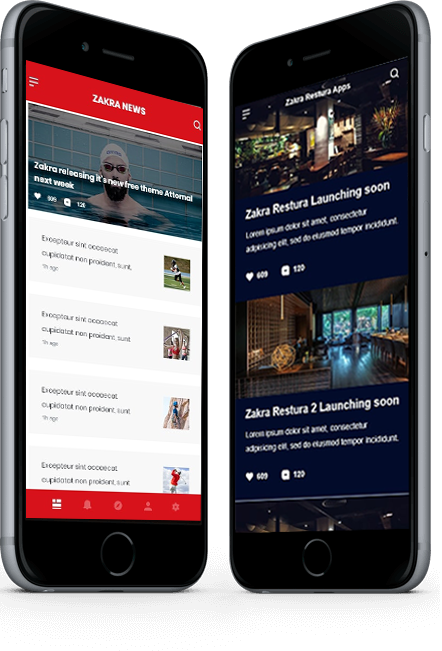 ZAKRA NEWS
Zakra releasing it's new free theme Attornal
next week
609 120
Excepteur sint occaecat
cupidatat non proident, sunt.
1h ago
Excepteur sint occaecat
cupidatat non proident, sunt
1h ago
Excepteur sint occaecat
cupidatat non proident, sunt
1h ago
Excepteur sint occaecat
cupidatat non proident, sunt
Zakra Restura Apps
Zakra Restura Launching soon
Lorem ipsum dolor sit amet, consectetur
adipiscing elit, sed do eiusmod tempor incididunt.
609 120
Zakra Restura 2 Launching soon
Lorem ipsum dolor sit amet, consectetur
adipiscing elit, sed do eiusmod tempor incididunt.
609 120